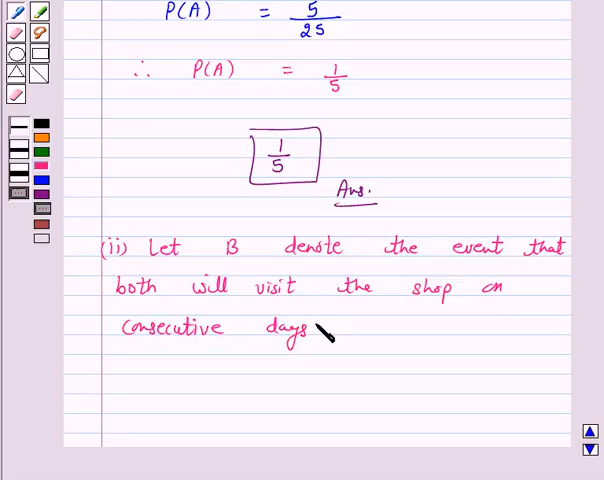 P(A) = 5/25
∴ P(A) = 1/5
1/5
Ans.
(ii) Let B denote the event that
both will visit the shop on
consecutive days